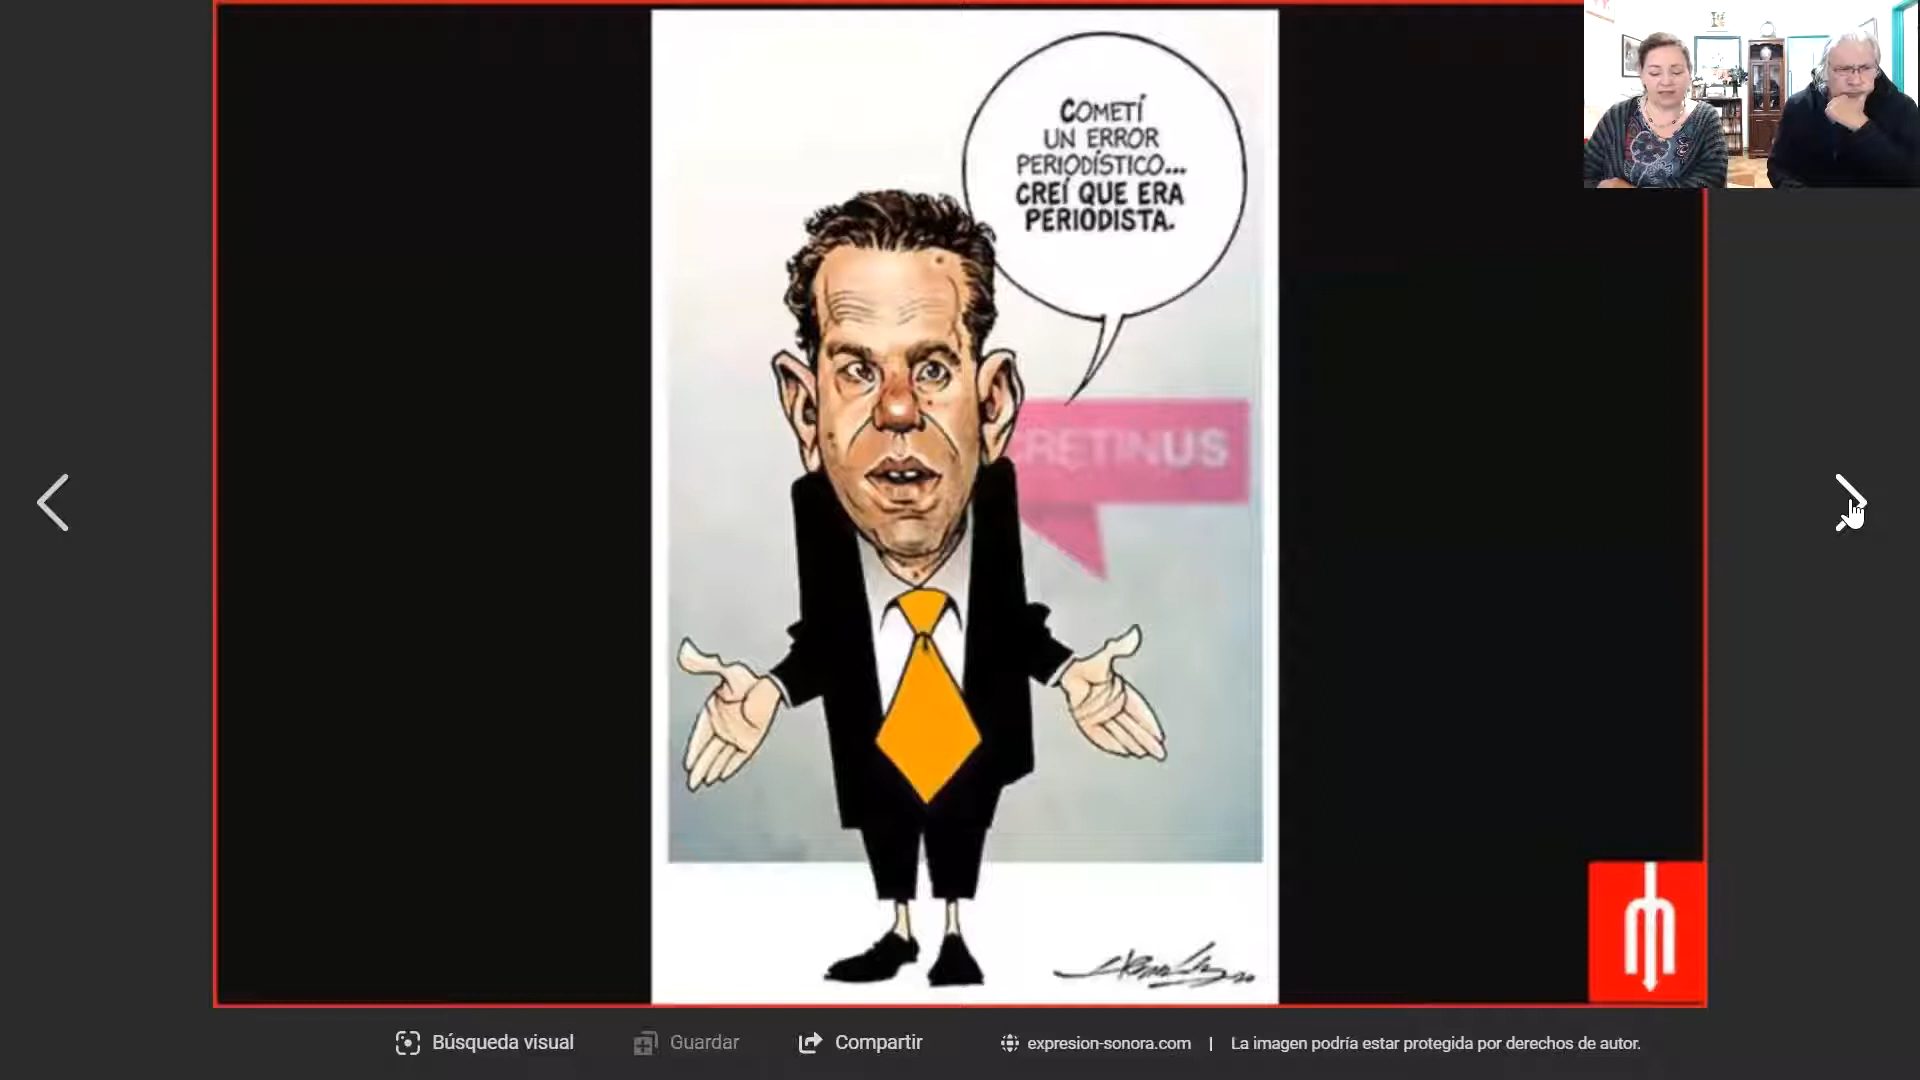 COMETÍ
UN ERROR
PERIODÍSTICO...
CREÍ QUE ERA
PERIODISTA.
CRETINUS
Búsqueda visual
Guardar
Compartir
expresion-sonora.com | La imagen podría estar protegida por derechos de autor.